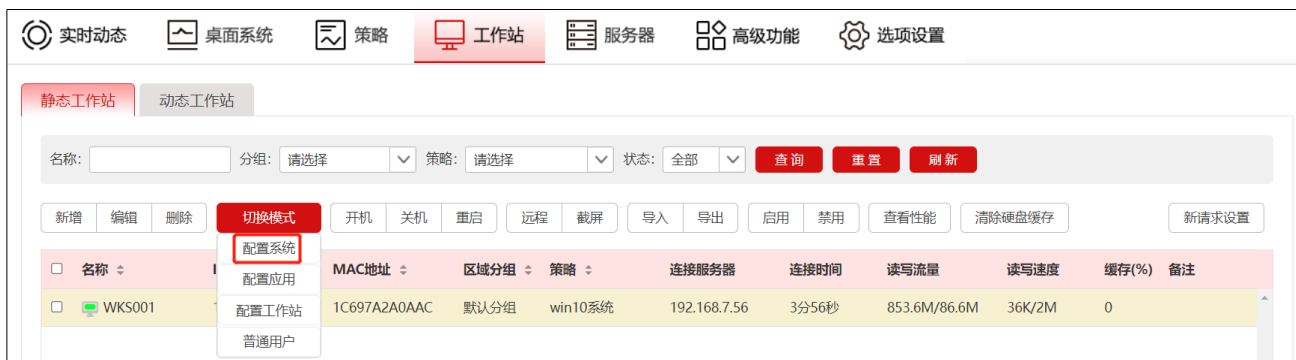 实时动态 桌面系统 策略 工作站 服务器 高级功能 选项设置
静态工作站 动态工作站
名称: 分组: 请选择 策略: 请选择 状态: 全部 查询 重置 刷新
新增 编辑 删除 切换模式 开机 关机 重启 远程 截屏 导入 导出 启用 禁用 查看性能 清除硬盘缓存 新请求设置
配置系统
名称 MAC地址 区域分组 策略 连接服务器 连接时间 读写流量 读写速度 缓存(%) 备注
配置应用
WKS001 1C697A2A0AAC 默认分组 win10系统 192.168.7.56 3分56秒 853.6M/86.6M 36K/2M 0
配置工作站
普通用户